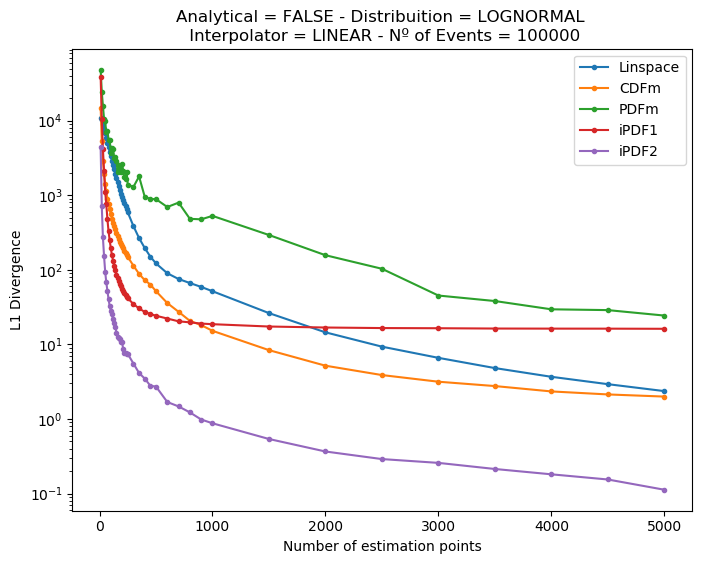 Analytical = FALSE - Distribuition = LOGNORMAL
Interpolator = LINEAR - Nº of Events = 100000
Linspace
CDFm
PDFm
iPDF1
iPDF2
L1 Divergence
10⁴
10³
10²
10¹
10⁰
10⁻¹
0 1000 2000 3000 4000 5000
Number of estimation points